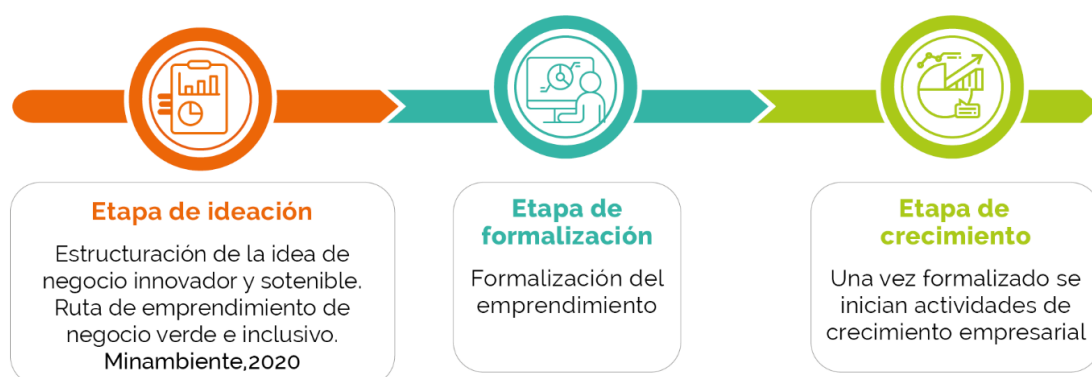 Etapa de ideación
Estructuración de la idea de
negocio innovador y sotenible.
Ruta de emprendimiento de
negocio verde e inclusivo.
Minambiente,2020
Etapa de
formalización
Formalización del
emprendimiento
Etapa de
crecimiento
Una vez formalizado se
inician actividades de
crecimiento empresarial